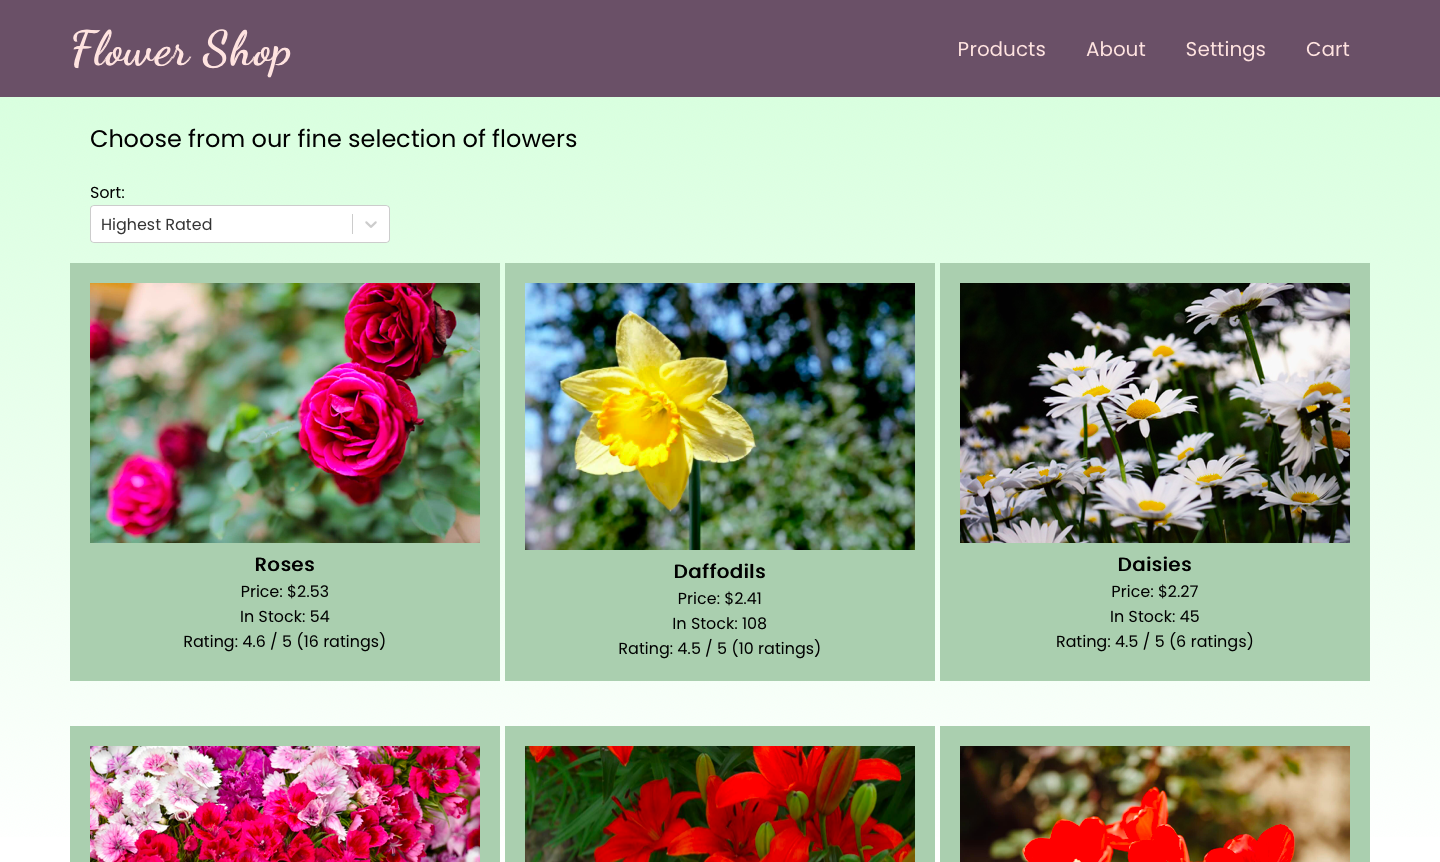 Flower Shop
Products
About
Settings
Cart
Choose from our fine selection of flowers
Sort:
Highest Rated
Roses
Price: $2.53
In Stock: 54
Rating: 4.6 / 5 (16 ratings)
Daffodils
Price: $2.41
In Stock: 108
Rating: 4.5 / 5 (10 ratings)
Daisies
Price: $2.27
In Stock: 45
Rating: 4.5 / 5 (6 ratings)